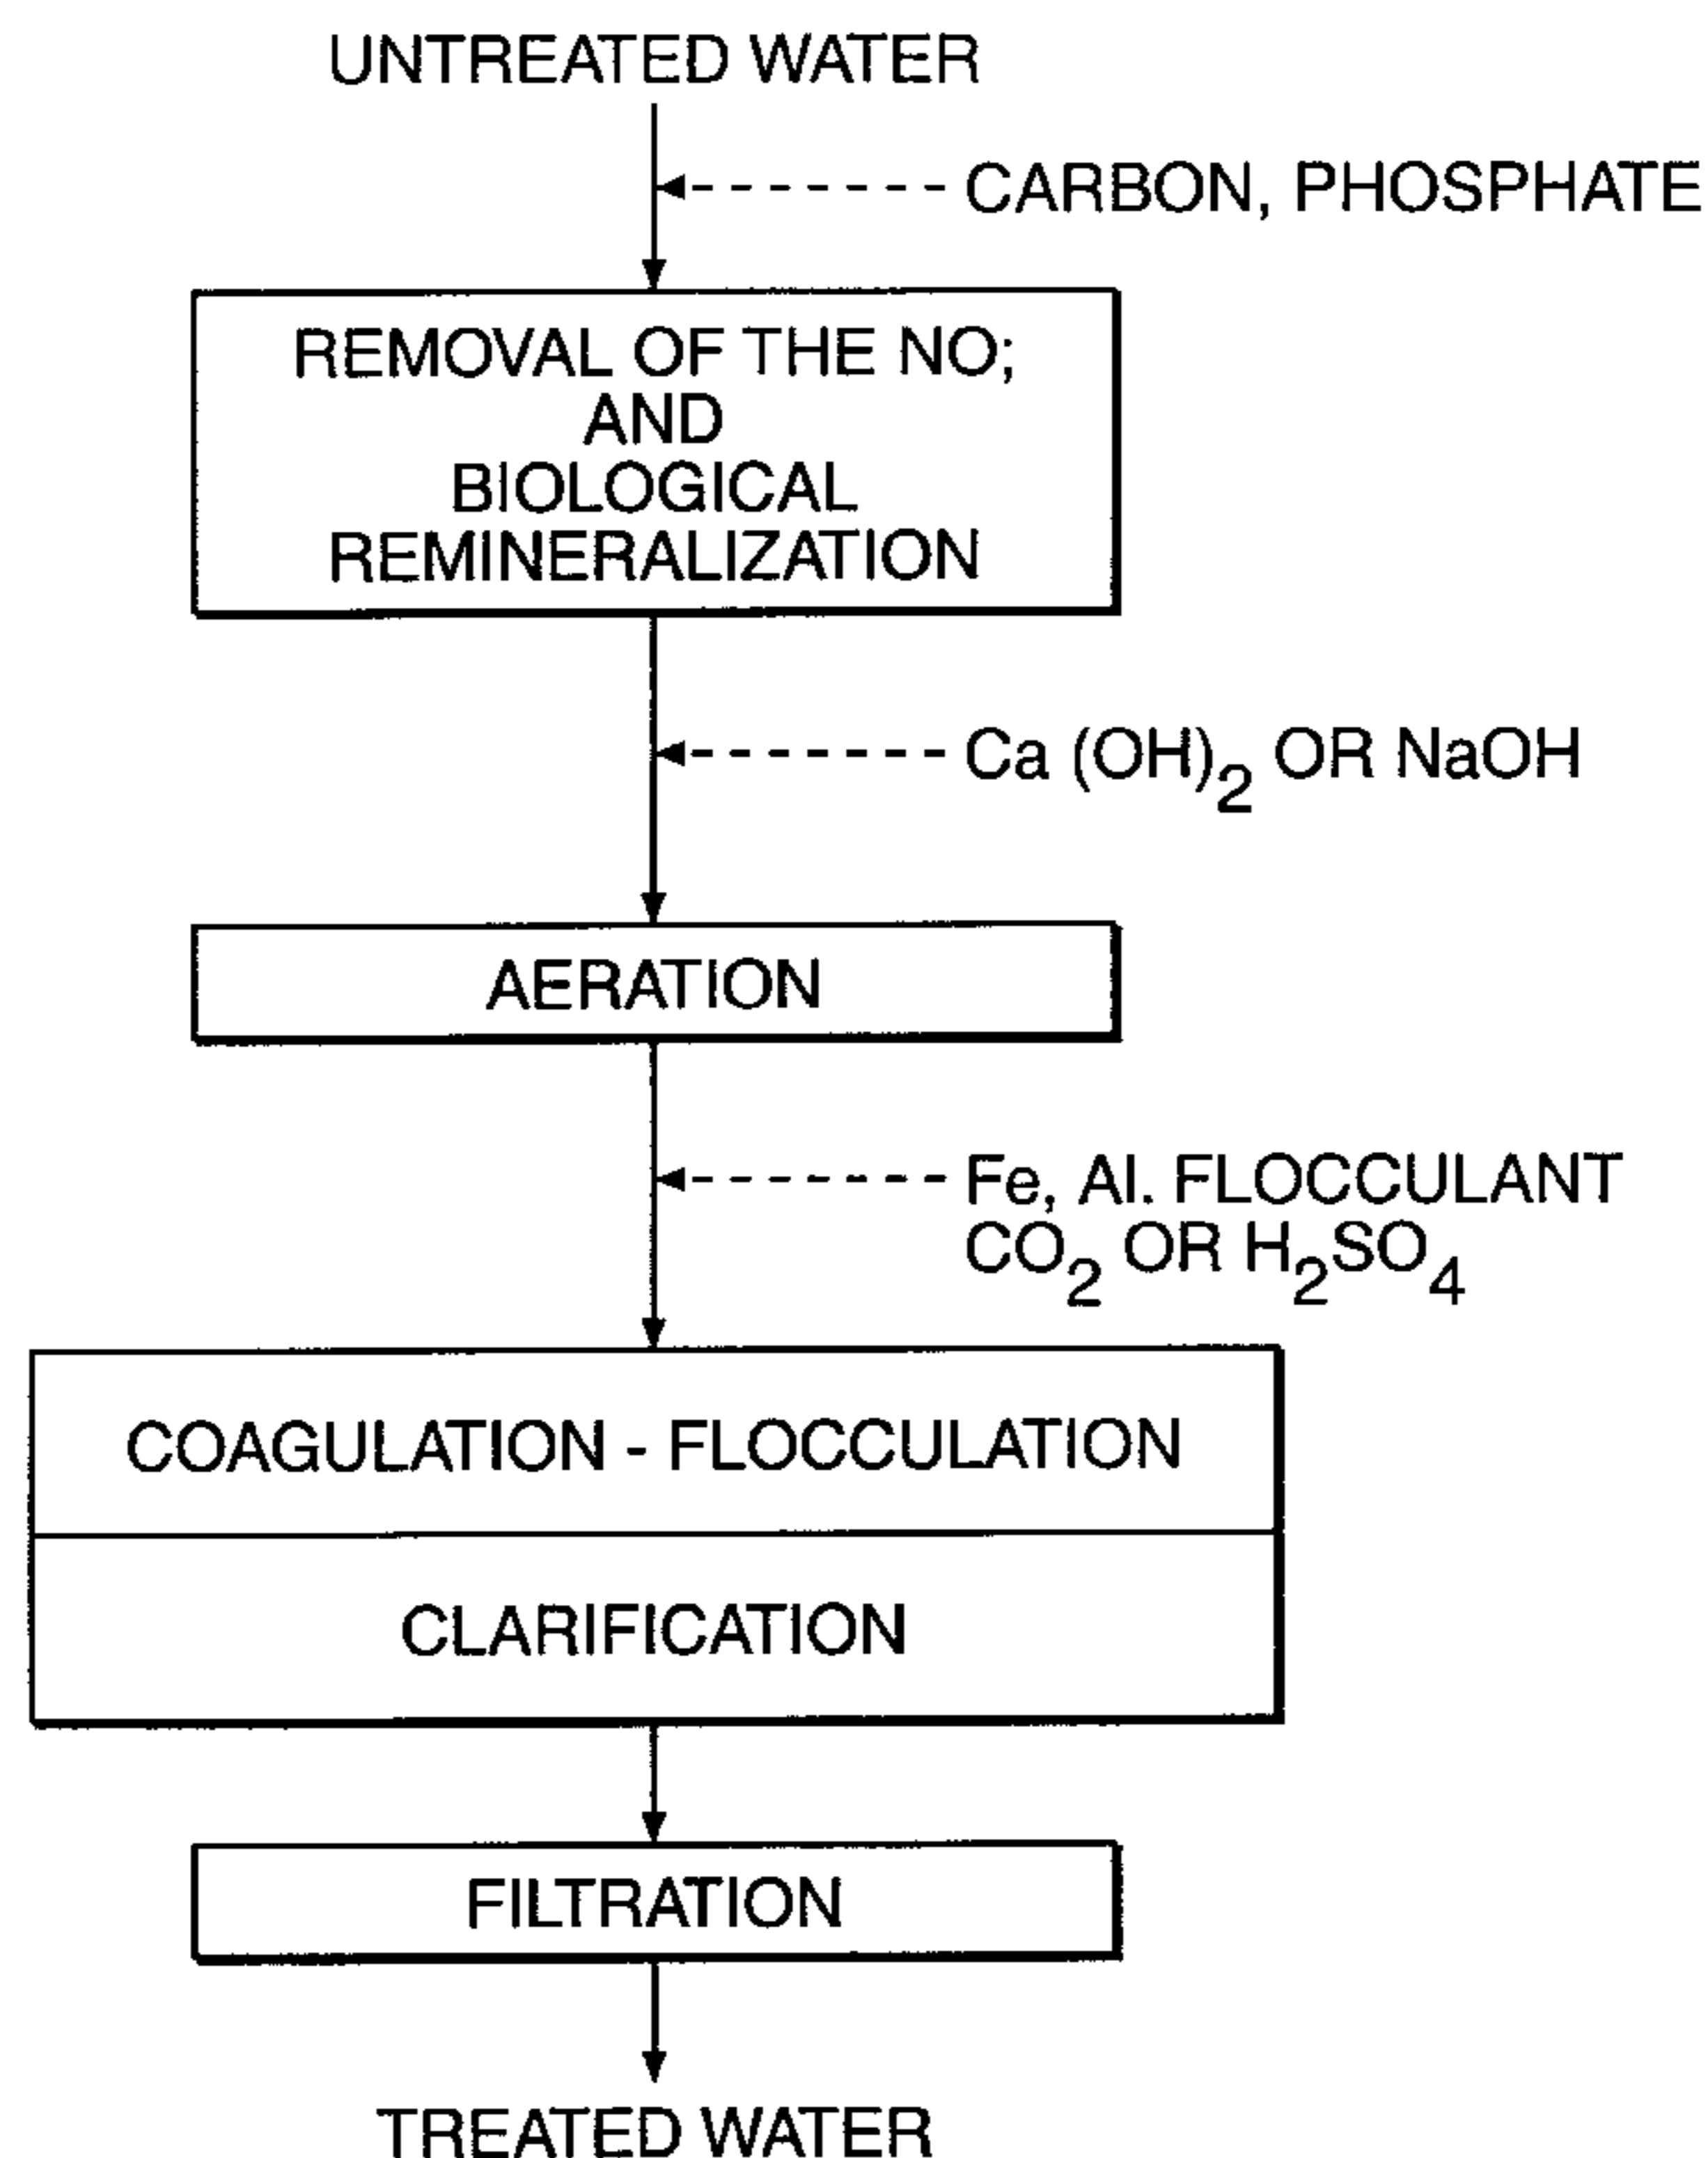 UNTREATED WATER
CARBON, PHOSPHATE
REMOVAL OF THE NO;
AND
BIOLOGICAL
REMINERALIZATION
Ca (OH)₂ OR NaOH
AERATION
Fe, Al. FLOCCULANT
CO₂ OR H₂SO₄
COAGULATION - FLOCCULATION
CLARIFICATION
FILTRATION
TREATED WATER